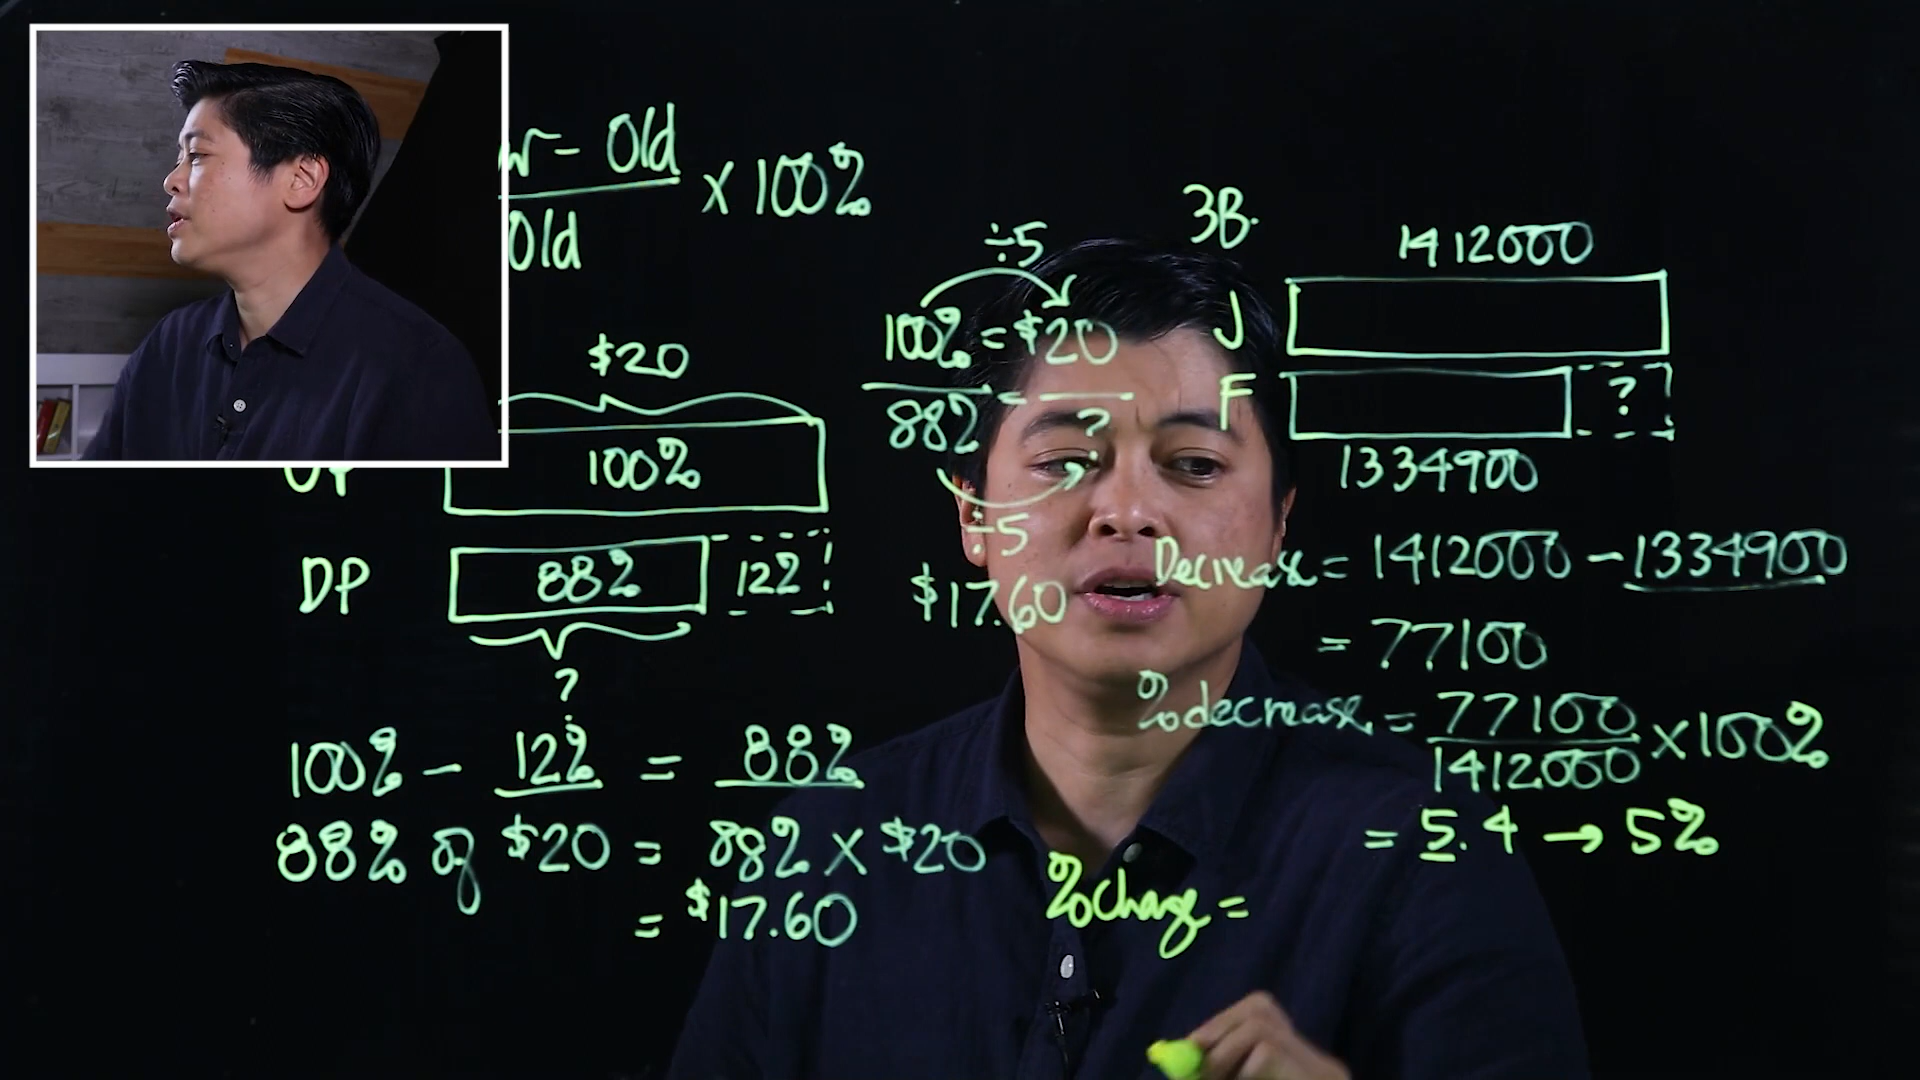 - Old
Old
× 100%
$20
100%
DP
88%
12%
?
100% - 12% = 88%
88% of $20 = 88% × $20
= $17.60
÷5
100% = $20
88% = ?
÷5
$17.60
3B.
1412000
J
F
?
1334900
Decrease = 1412000 - 1334900
= 77100
% decrease = 77100
1412000
× 100%
= 5.4 → 5%
% Change =